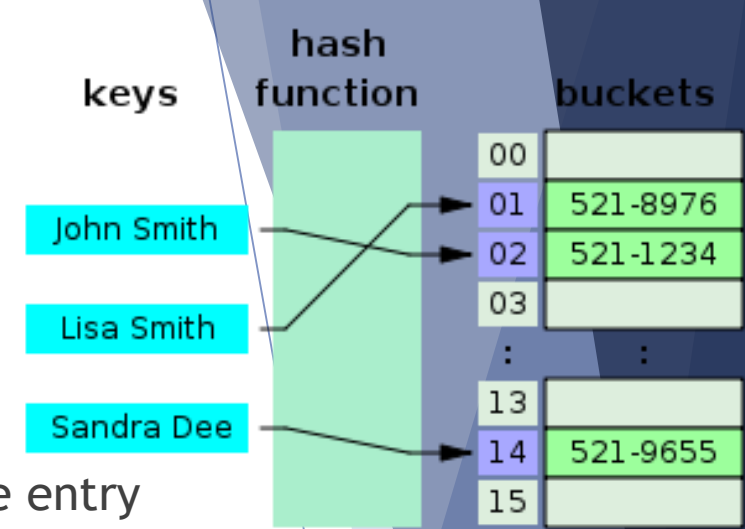 keys
hash
function
buckets
John Smith
Lisa Smith
Sandra Dee
00
01 521-8976
02 521-1234
03
: :
13
14 521-9655
15
e entry